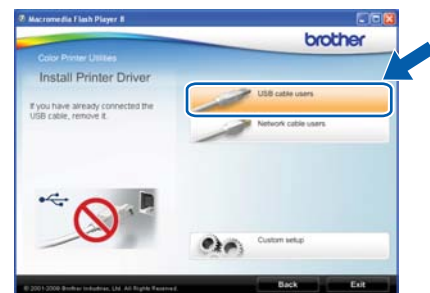 Macromedia Flash Player 8
brother
Color Printer Utilities
Install Printer Driver
If you have already connected the
USB cable, remove it.
USB cable users
Network cable users
Custom setup
© 2001-2008 Brother Industries, Ltd. All Rights Reserved.
Back
Exit